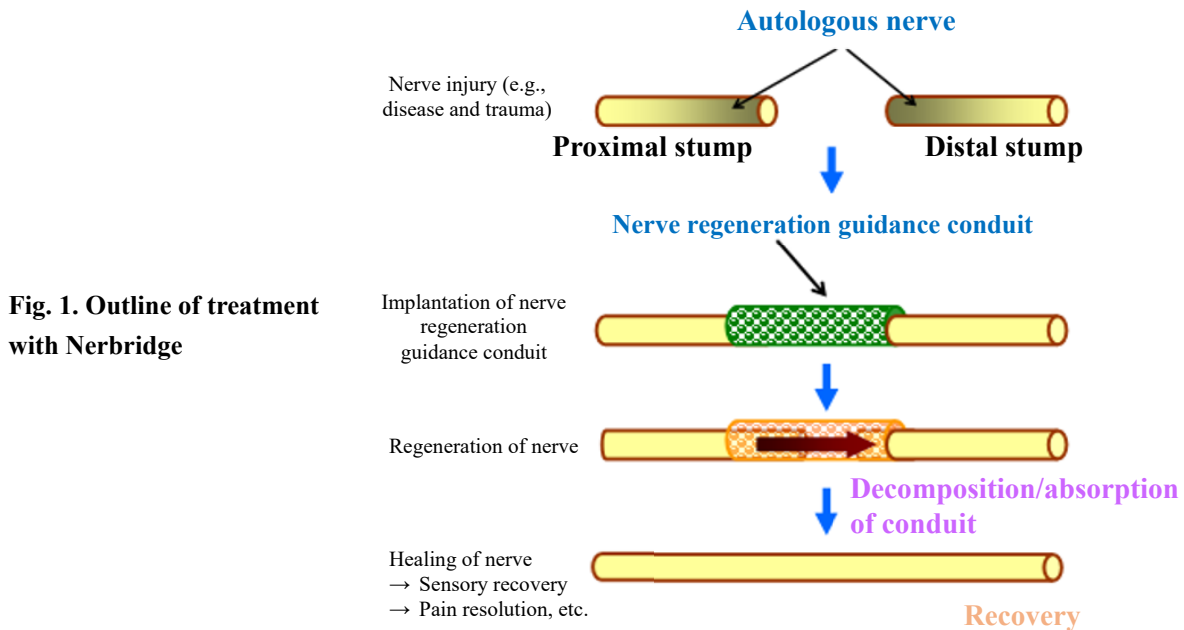 Autologous nerve
Nerve injury (e.g.,
disease and trauma)
Proximal stump
Distal stump
Nerve regeneration guidance conduit
Fig. 1. Outline of treatment
with Nerbridge
Implantation of nerve
regeneration
guidance conduit
Regeneration of nerve
Decomposition/absorption
of conduit
Healing of nerve
→ Sensory recovery
→ Pain resolution, etc.
Recovery